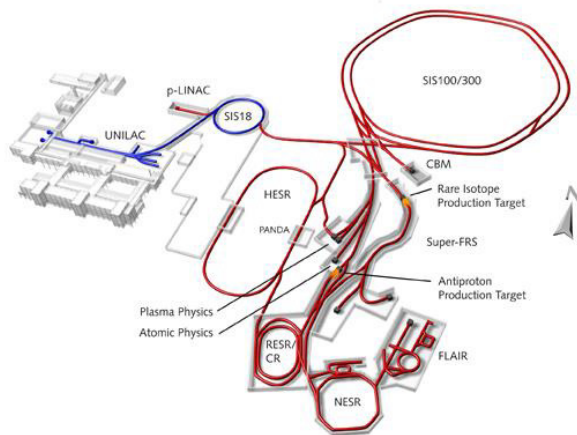 p-LINAC
SIS18
SIS100/300
UNILAC
CBM
HESR
Rare Isotope
Production Target
PANDA
Super-FRS
Plasma Physics
Antiproton
Production Target
Atomic Physics
RESR/
CR
FLAIR
NESR